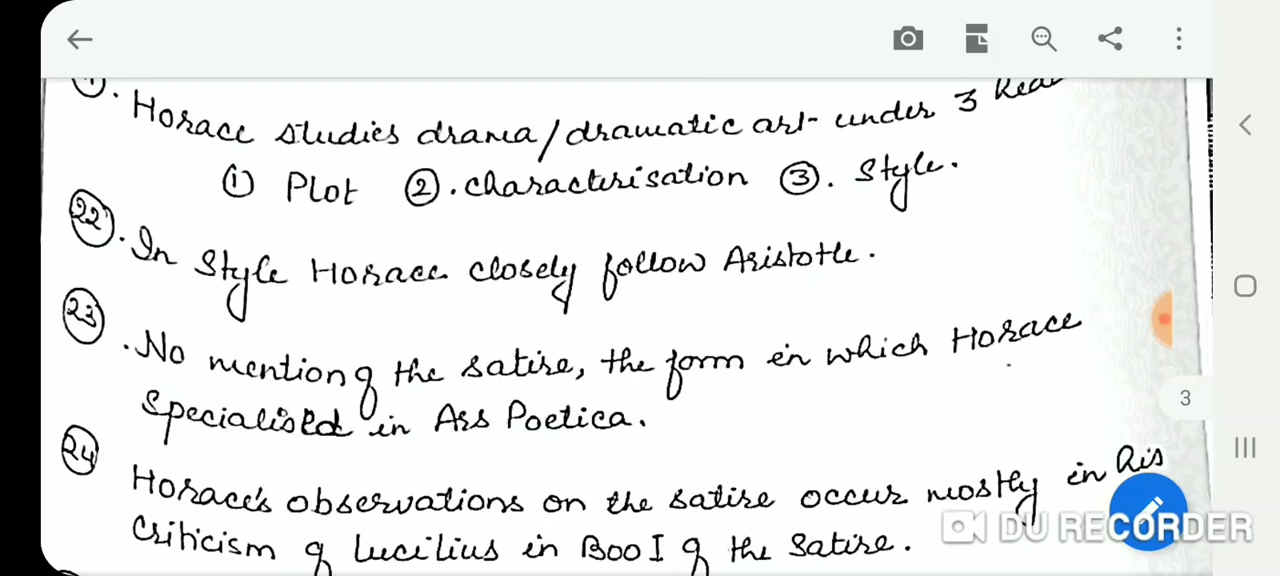 Horace studies drama/dramatic art under 3
① Plot ②. characterisation ③. Style.
㉒. In Style Horace closely follow Aristotle.
㉓. No mention of the satire, the form in which Horace
specialised in Ars Poetica.
㉔ Horace's observations on the satire occur mostly in his
criticism of Lucilius in Boo I of the Satire.
3
DU RECORDER